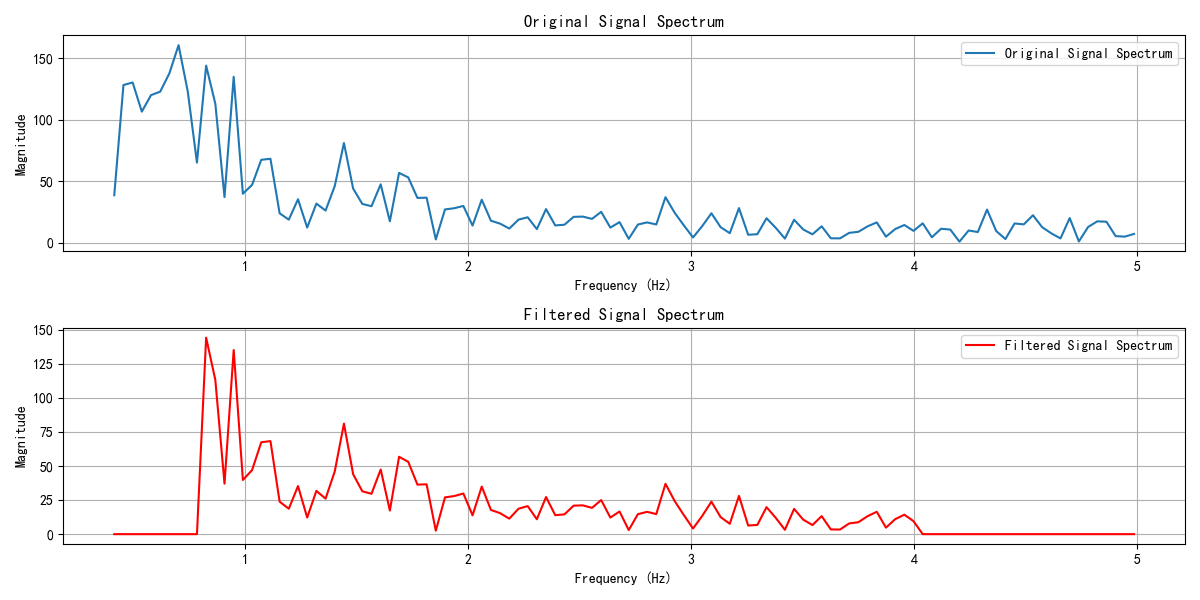 Original Signal Spectrum
Original Signal Spectrum
Magnitude
150
100
50
0
1 2 3 4 5
Frequency (Hz)
Filtered Signal Spectrum
Filtered Signal Spectrum
Magnitude
150
125
100
75
50
25
0
1 2 3 4 5
Frequency (Hz)